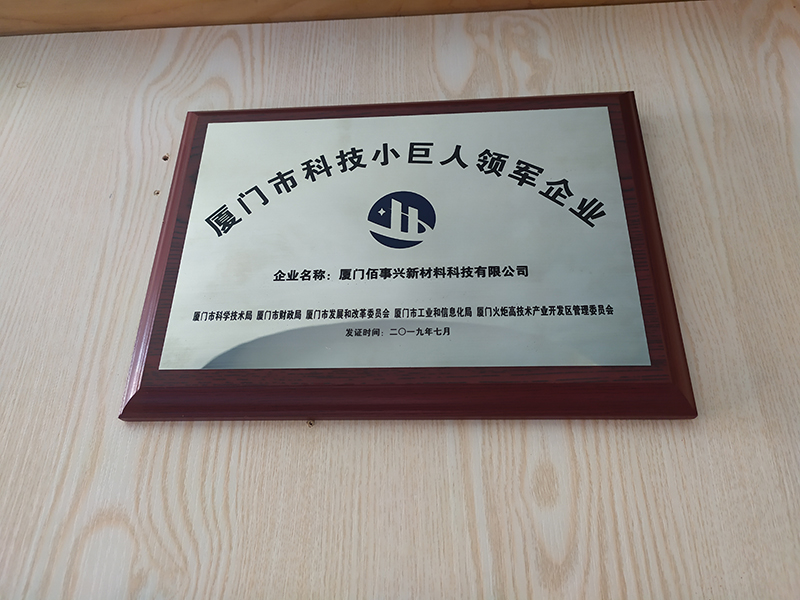 厦门市科技小巨人领军企业
企业名称：厦门佰事兴新材料科技有限公司
厦门市科学技术局 厦门市财政局 厦门市发展和改革委员会 厦门市工业和信息化局 厦门火炬高技术产业开发区管理委员会
发证时间：二〇一九年七月